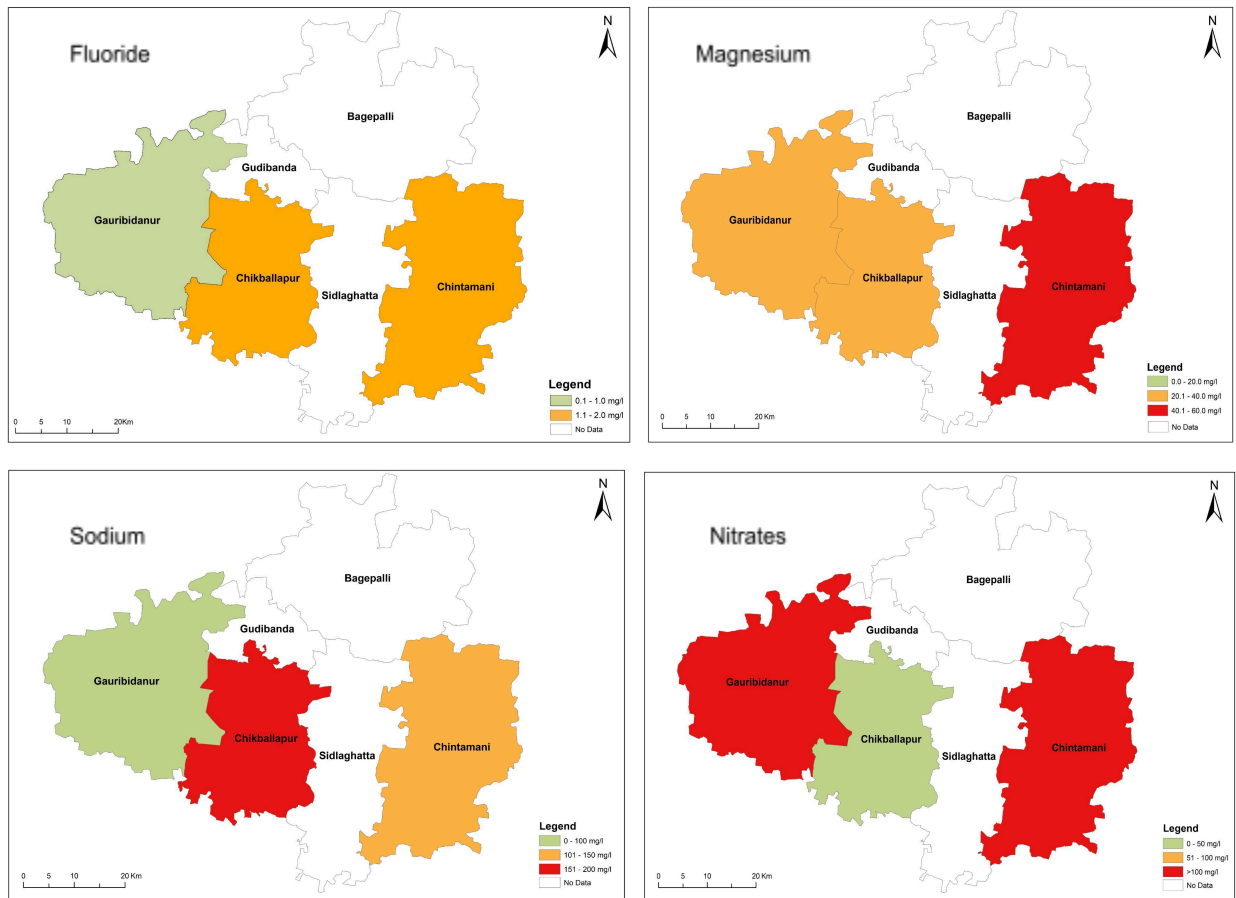 Fluoride
N
Bagepalli
Gudibanda
Gauribidanur
Chikballapur
Sidlaghatta
Chintamani
Legend
0.1 - 1.0 mg/l
1.1 - 2.0 mg/l
No Data
0 5 10 20 Km
Magnesium
N
Bagepalli
Gudibanda
Gauribidanur
Chikballapur
Sidlaghatta
Chintamani
Legend
0.0 - 20.0 mg/l
20.1 - 40.0 mg/l
40.1 - 60.0 mg/l
No Data
0 5 10 20 Km
Sodium
N
Bagepalli
Gudibanda
Gauribidanur
Chikballapur
Sidlaghatta
Chintamani
Legend
0 - 100 mg/l
101 - 150 mg/l
151 - 200 mg/l
No Data
0 5 10 20 Km
Nitrates
N
Bagepalli
Gudibanda
Gauribidanur
Chikballapur
Sidlaghatta
Chintamani
Legend
0 - 50 mg/l
51 - 100 mg/l
>100 mg/l
No Data
0 5 10 20 Km